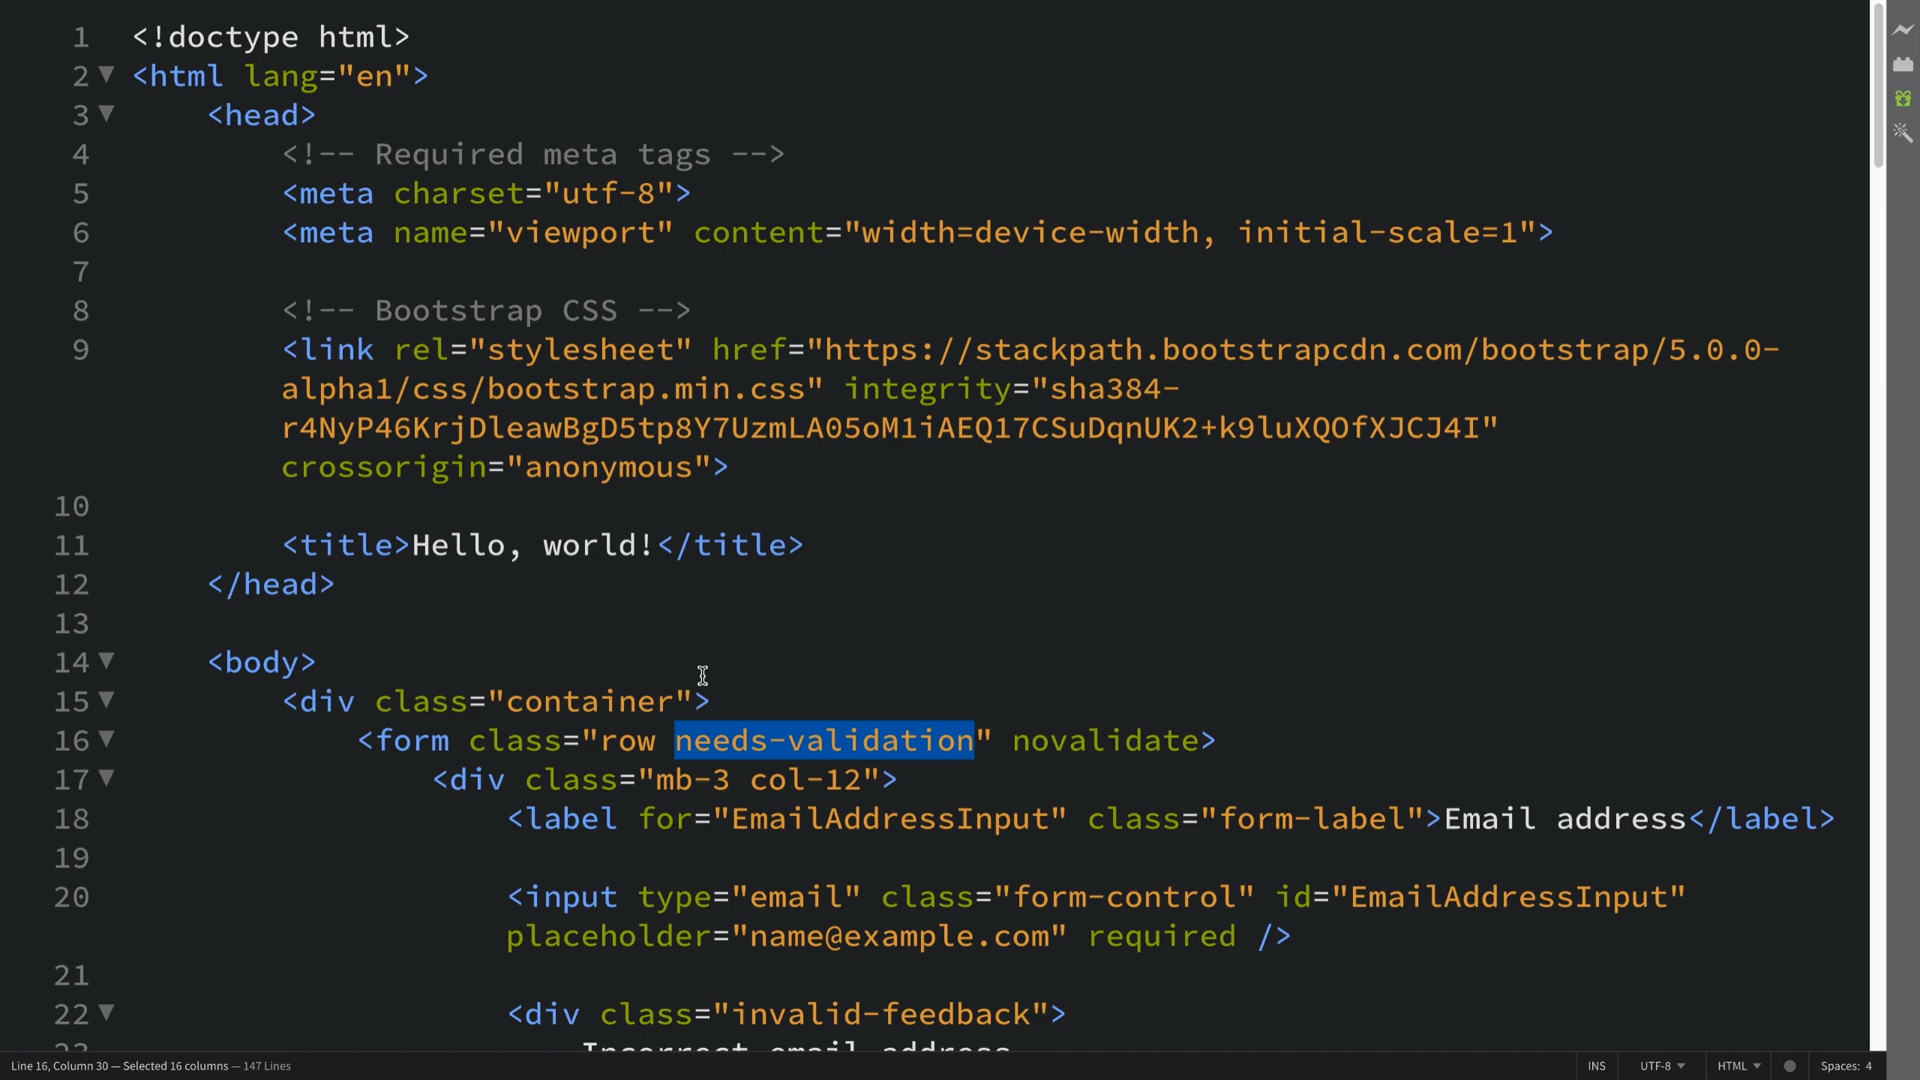 1 <!doctype html>
2 <html lang="en">
3 <head>
4 <!-- Required meta tags -->
5 <meta charset="utf-8">
6 <meta name="viewport" content="width=device-width, initial-scale=1">
7
8 <!-- Bootstrap CSS -->
9 <link rel="stylesheet" href="https://stackpath.bootstrapcdn.com/bootstrap/5.0.0-
alpha1/css/bootstrap.min.css" integrity="sha384-
r4NyP46KrjDleawBgD5tp8Y7UzmLA05oM1iAEQ17CSuDqnUK2+k9luXQOfXJCJ4I"
crossorigin="anonymous">
10
11 <title>Hello, world!</title>
12 </head>
13
14 <body>
15 <div class="container">
16 <form class="row needs-validation" novalidate>
17 <div class="mb-3 col-12">
18 <label for="EmailAddressInput" class="form-label">Email address</label>
19
20 <input type="email" class="form-control" id="EmailAddressInput"
placeholder="name@example.com" required />
21
22 <div class="invalid-feedback">
23 Incorrect email address
Line 16, Column 30 — Selected 16 columns — 147 Lines INS UTF-8 HTML Spaces: 4